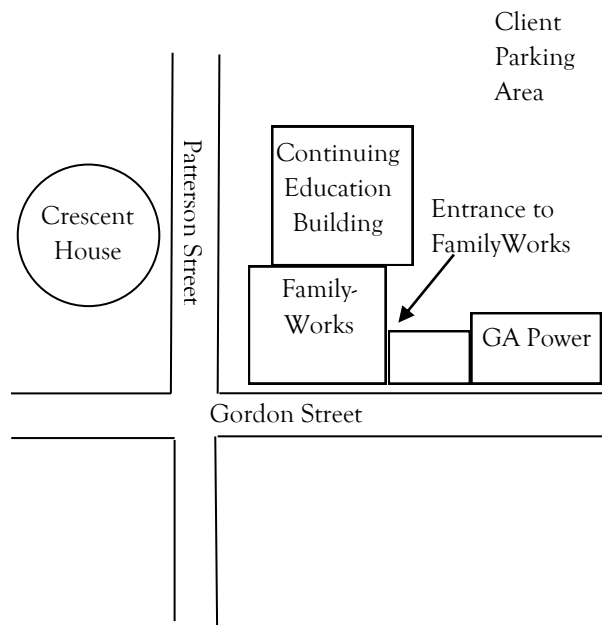 Client
Parking
Area
Patterson Street
Continuing
Education
Building
Crescent
House
Entrance to
FamilyWorks
Family-
Works
GA Power
Gordon Street